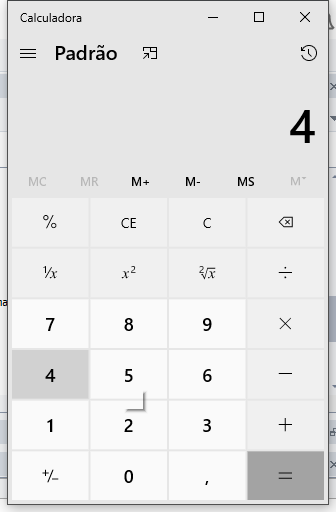 Calculadora
Padrão
4
MC MR M+ M- MS M˅
% CE C
¹/x x² ²√x ÷
7 8 9 ×
4 5 6 −
1 2 3 +
+/− 0 , =